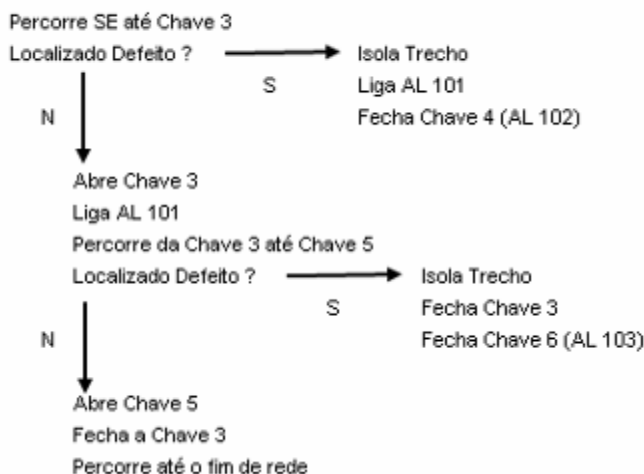 Percorre SE até Chave 3
Localizado Defeito ?
S
Isola Trecho
Liga AL 101
Fecha Chave 4 (AL 102)
N
Abre Chave 3
Liga AL 101
Percorre da Chave 3 até Chave 5
Localizado Defeito ?
S
Isola Trecho
Fecha Chave 3
Fecha Chave 6 (AL 103)
N
Abre Chave 5
Fecha a Chave 3
Percorre até o fim de rede